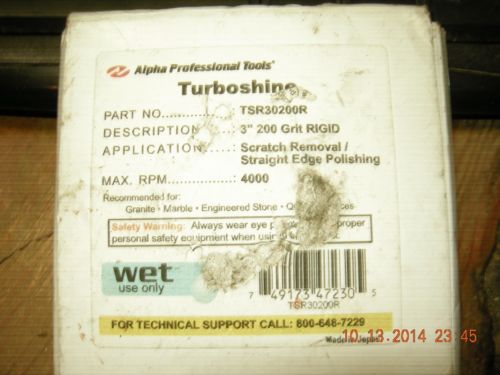 Alpha Professional Tools®
Turboshine
PART NO.................: TSR30200R
DESCRIPTION......: 3" 200 Grit RIGID
APPLICATION.......: Scratch Removal /
Straight Edge Polishing
MAX. RPM..............: 4000
Recommended for:
Granite • Marble • Engineered Stone •
Safety Warning: Always wear eye proper
personal safety equipment when using
wet
use only
7 49173 47230 5
TSR30200R
FOR TECHNICAL SUPPORT CALL: 800-648-7229
Made in Japan
10.13.2014 23:45